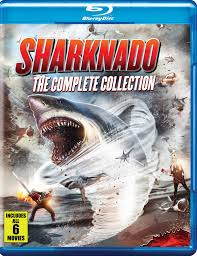 Blu-ray Disc
SHARKNADO
THE COMPLETE COLLECTION
INCLUDES
ALL
6
MOVIES